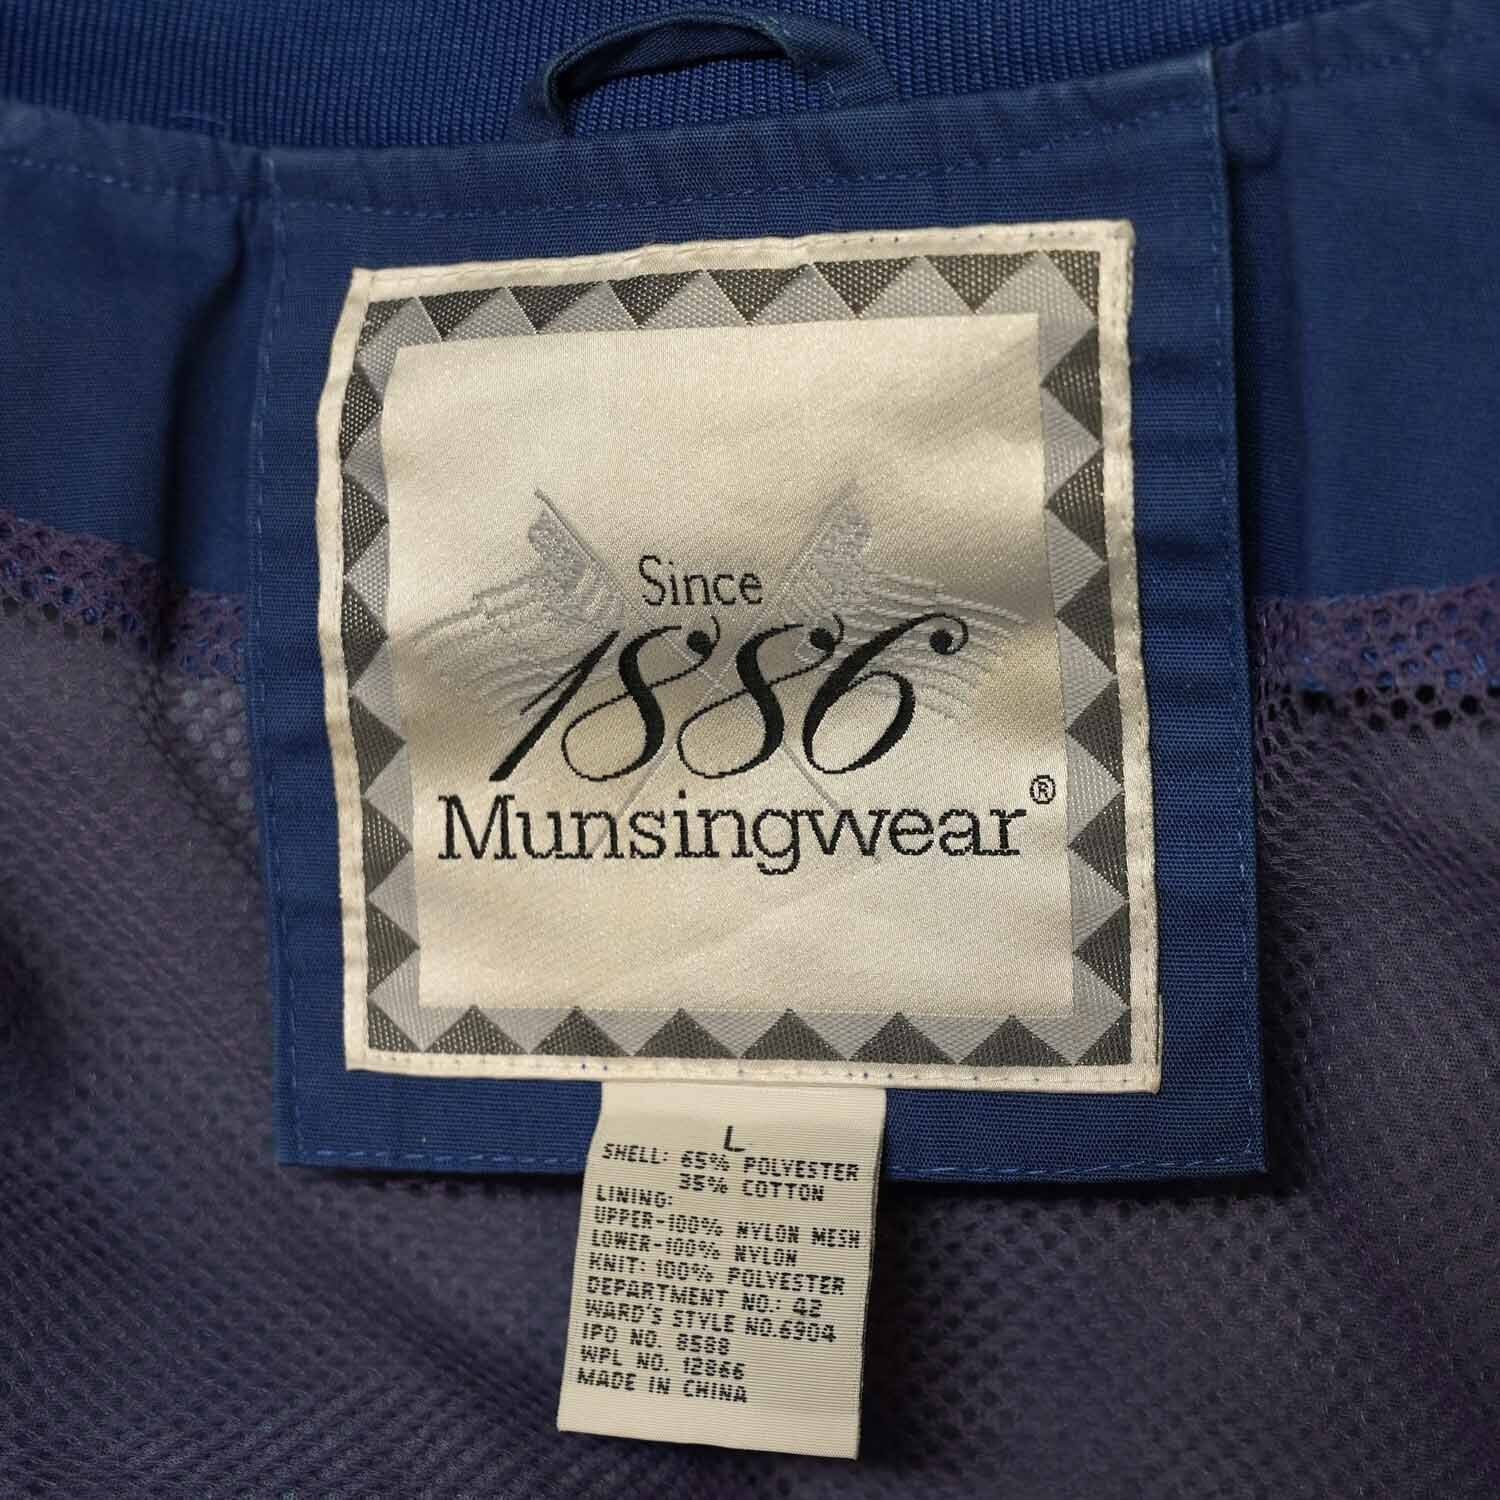 Since
1886
Munsingwear®
L
SHELL: 65% POLYESTER
35% COTTON
LINING:
UPPER-100% NYLON MESH
LOWER-100% NYLON
KNIT: 100% POLYESTER
DEPARTMENT NO.: 42
WARD'S STYLE NO.6904
IPO NO. 8588
WPL NO. 12866
MADE IN CHINA